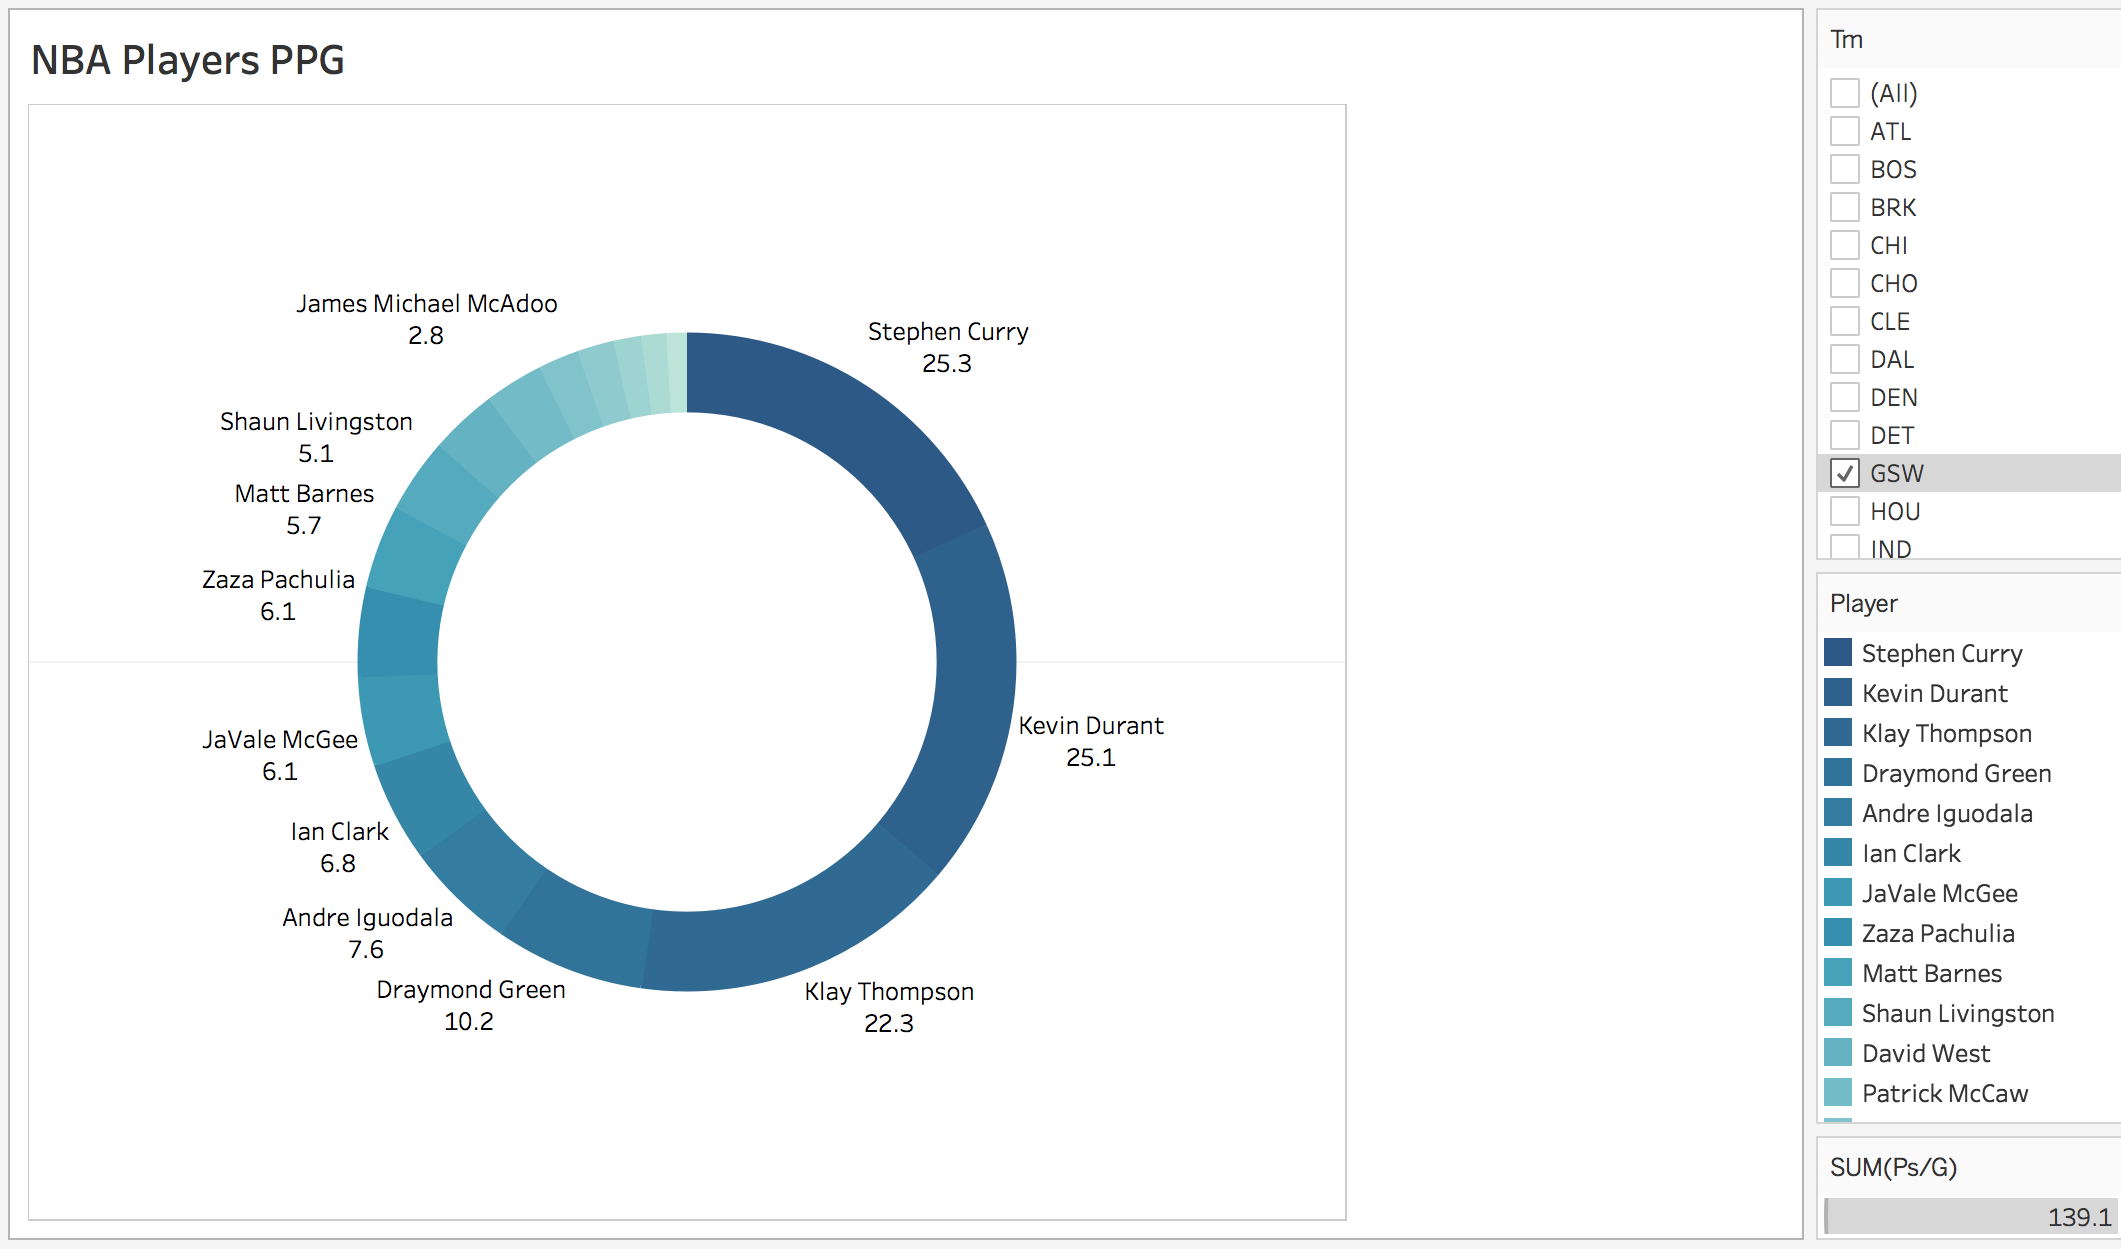 NBA Players PPG
James Michael McAdoo
2.8
Stephen Curry
25.3
Shaun Livingston
5.1
Matt Barnes
5.7
Zaza Pachulia
6.1
Kevin Durant
25.1
JaVale McGee
6.1
Ian Clark
6.8
Andre Iguodala
7.6
Draymond Green
10.2
Klay Thompson
22.3
Tm
(All)
ATL
BOS
BRK
CHI
CHO
CLE
DAL
DEN
DET
GSW
HOU
IND
Player
Stephen Curry
Kevin Durant
Klay Thompson
Draymond Green
Andre Iguodala
Ian Clark
JaVale McGee
Zaza Pachulia
Matt Barnes
Shaun Livingston
David West
Patrick McCaw
SUM(Ps/G)
139.1